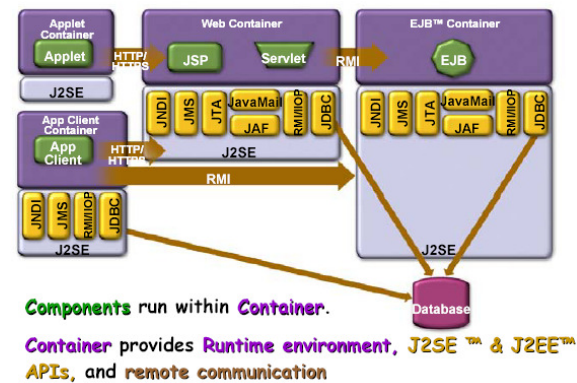 Applet
Container
Applet
J2SE
HTTP/
HTTPS
Web Container
JSP
Servlet
JNDI
JMS
JTA
JavaMail
JAF
RMI/IIOP
JDBC
J2SE
RMI
EJB™ Container
EJB
JNDI
JMS
JTA
JavaMail
JAF
RMI/IIOP
JDBC
J2SE
App Client
Container
App
Client
HTTP/
HTTPS
RMI
JNDI
JMS
RMI/IIOP
JDBC
J2SE
Database
Components run within Container.
Container provides Runtime environment, J2SE ™ & J2EE™
APIs, and remote communication